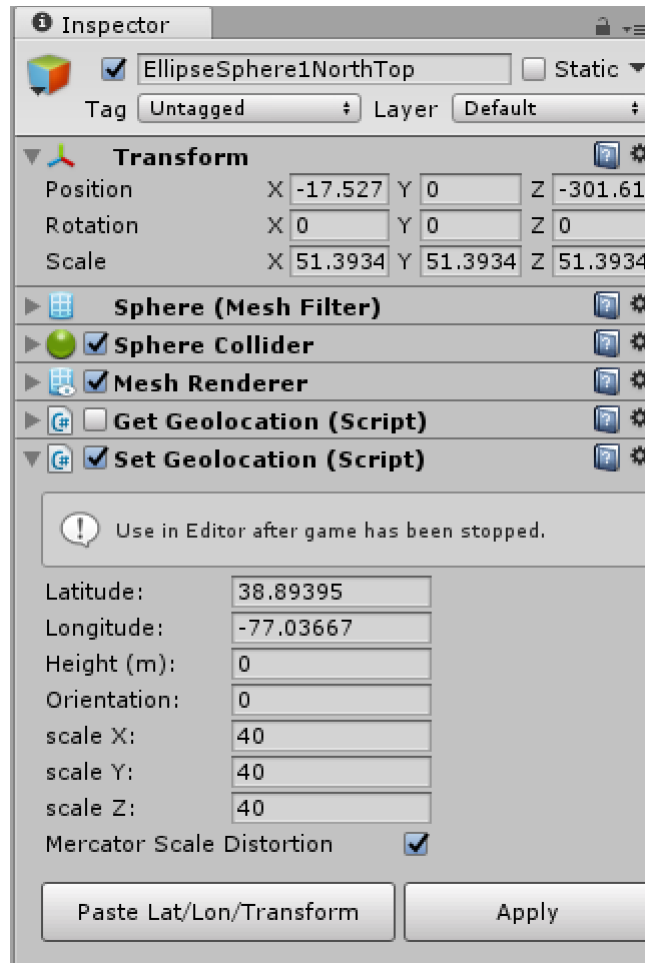 Inspector
EllipseSphere1NorthTop Static
Tag Untagged Layer Default
Transform
Position X -17.527 Y 0 Z -301.61
Rotation X 0 Y 0 Z 0
Scale X 51.3934 Y 51.3934 Z 51.3934
Sphere (Mesh Filter)
Sphere Collider
Mesh Renderer
C# Get Geolocation (Script)
C# Set Geolocation (Script)
Use in Editor after game has been stopped.
Latitude: 38.89395
Longitude: -77.03667
Height (m): 0
Orientation: 0
scale X: 40
scale Y: 40
scale Z: 40
Mercator Scale Distortion
Paste Lat/Lon/Transform Apply